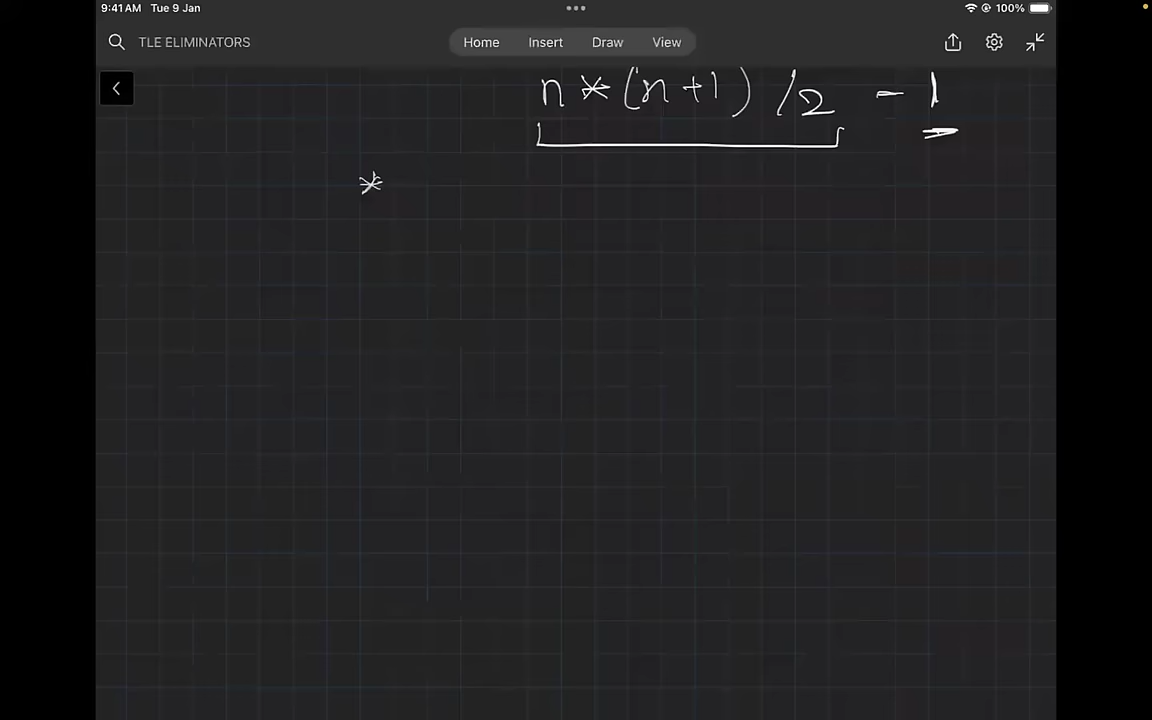 9:41 AM Tue 9 Jan 100%
TLE ELIMINATORS Home Insert Draw View
n * (n + 1) / 2 - 1
*